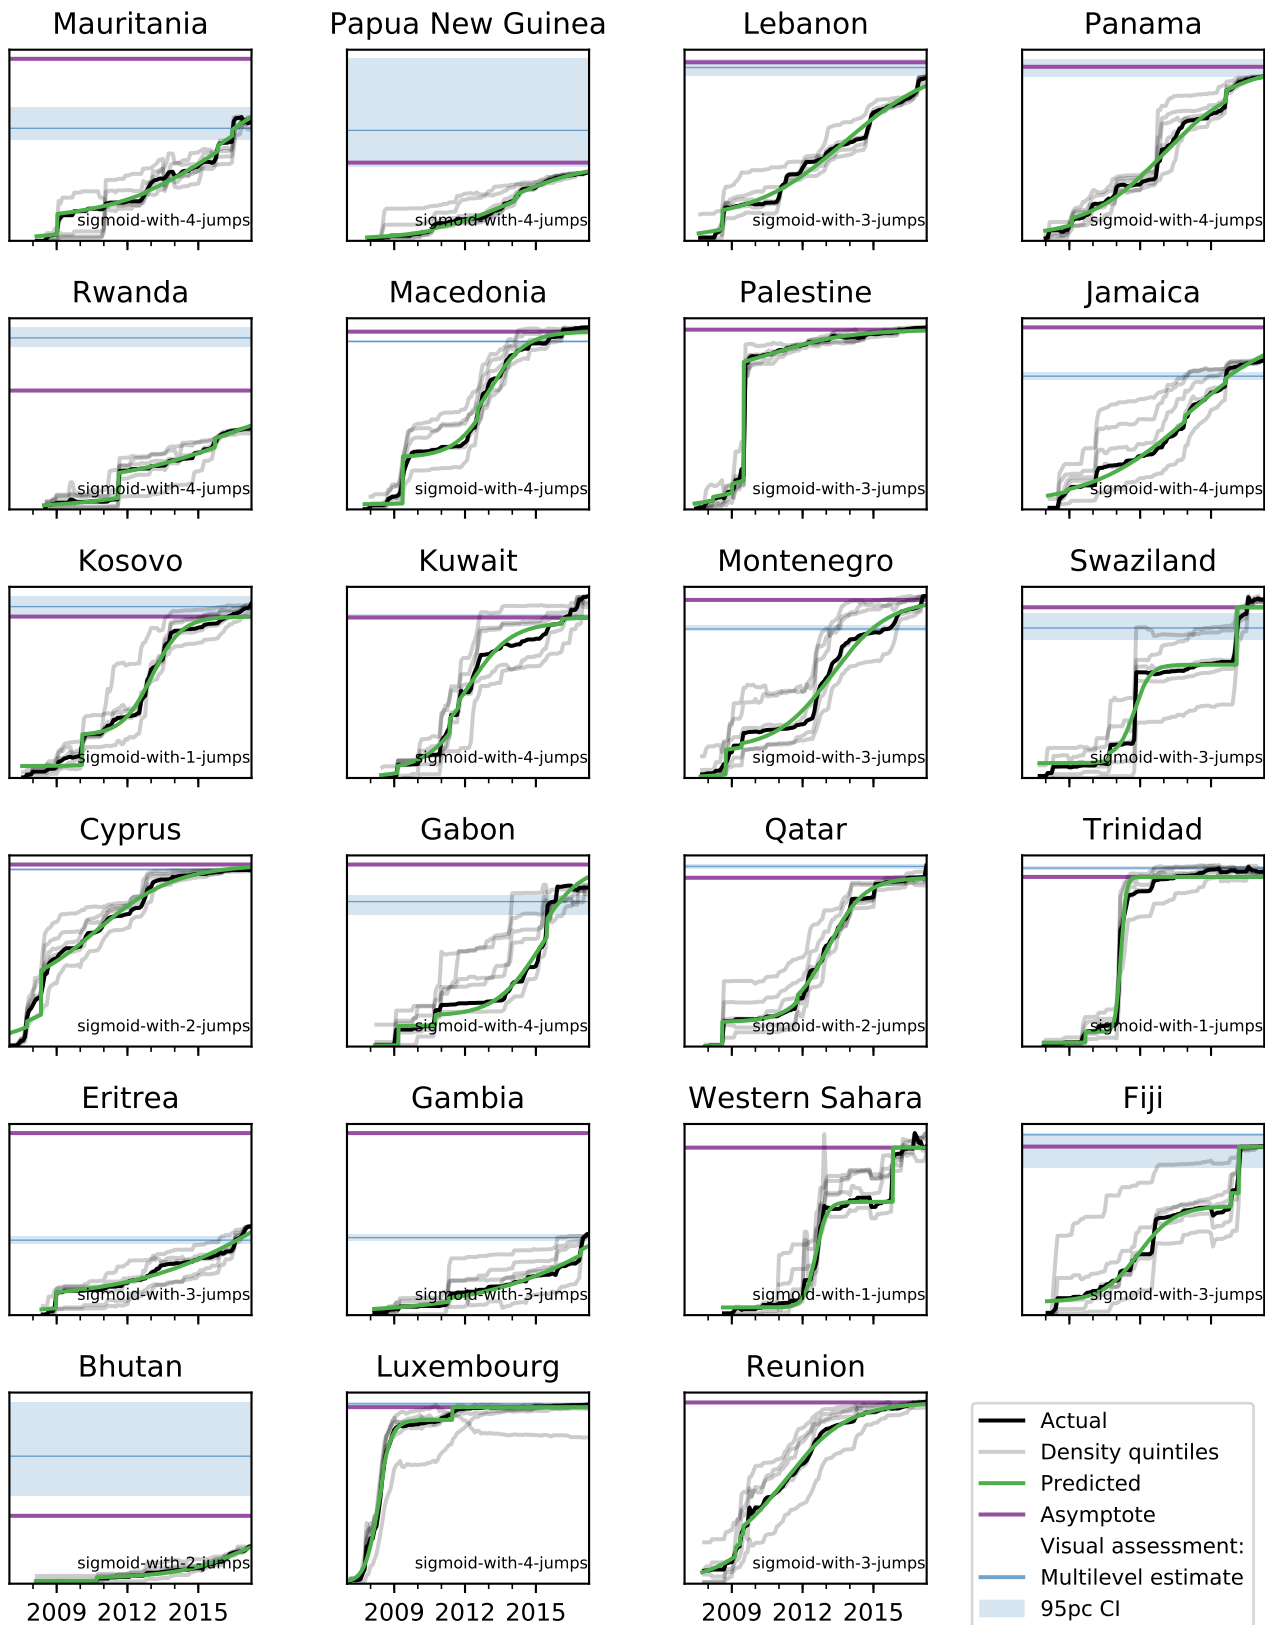 Mauritania
Papua New Guinea
Lebanon
Panama
sigmoid-with-4-jumps
sigmoid-with-4-jumps
sigmoid-with-3-jumps
sigmoid-with-4-jumps
Rwanda
Macedonia
Palestine
Jamaica
sigmoid-with-4-jumps
sigmoid-with-4-jumps
sigmoid-with-3-jumps
sigmoid-with-4-jumps
Kosovo
Kuwait
Montenegro
Swaziland
sigmoid-with-1-jumps
sigmoid-with-4-jumps
sigmoid-with-3-jumps
sigmoid-with-3-jumps
Cyprus
Gabon
Qatar
Trinidad
sigmoid-with-2-jumps
sigmoid-with-4-jumps
sigmoid-with-2-jumps
sigmoid-with-1-jumps
Eritrea
Gambia
Western Sahara
Fiji
sigmoid-with-3-jumps
sigmoid-with-3-jumps
sigmoid-with-1-jumps
sigmoid-with-3-jumps
Bhutan
Luxembourg
Reunion
sigmoid-with-2-jumps
sigmoid-with-4-jumps
sigmoid-with-3-jumps
2009 2012 2015
2009 2012 2015
2009 2012 2015
Actual
Density quintiles
Predicted
Asymptote
Visual assessment:
Multilevel estimate
95pc CI